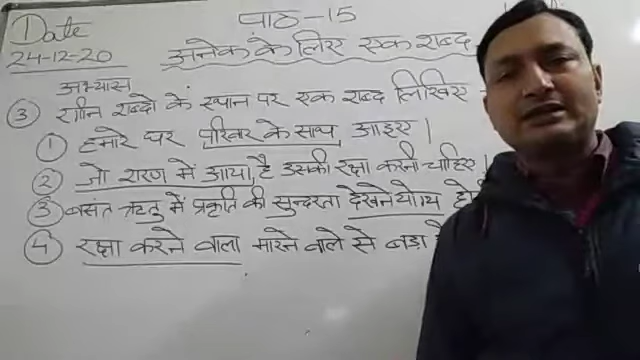 Date
पाठ-15
24-12-20
अनेक के लिए एक शब्द
अभ्यास
③ रंगीन शब्दो के स्थान पर एक शब्द लिखिए -
① हमारे घर परिवार के साथ आइए।
② जो शरण में आया है उसकी रक्षा करनी चाहिए।
③ बसंत ऋतु में प्रकृति की सुन्दरता देखने योग्य
④ रक्षा करने वाला मारने वाले से बड़ा